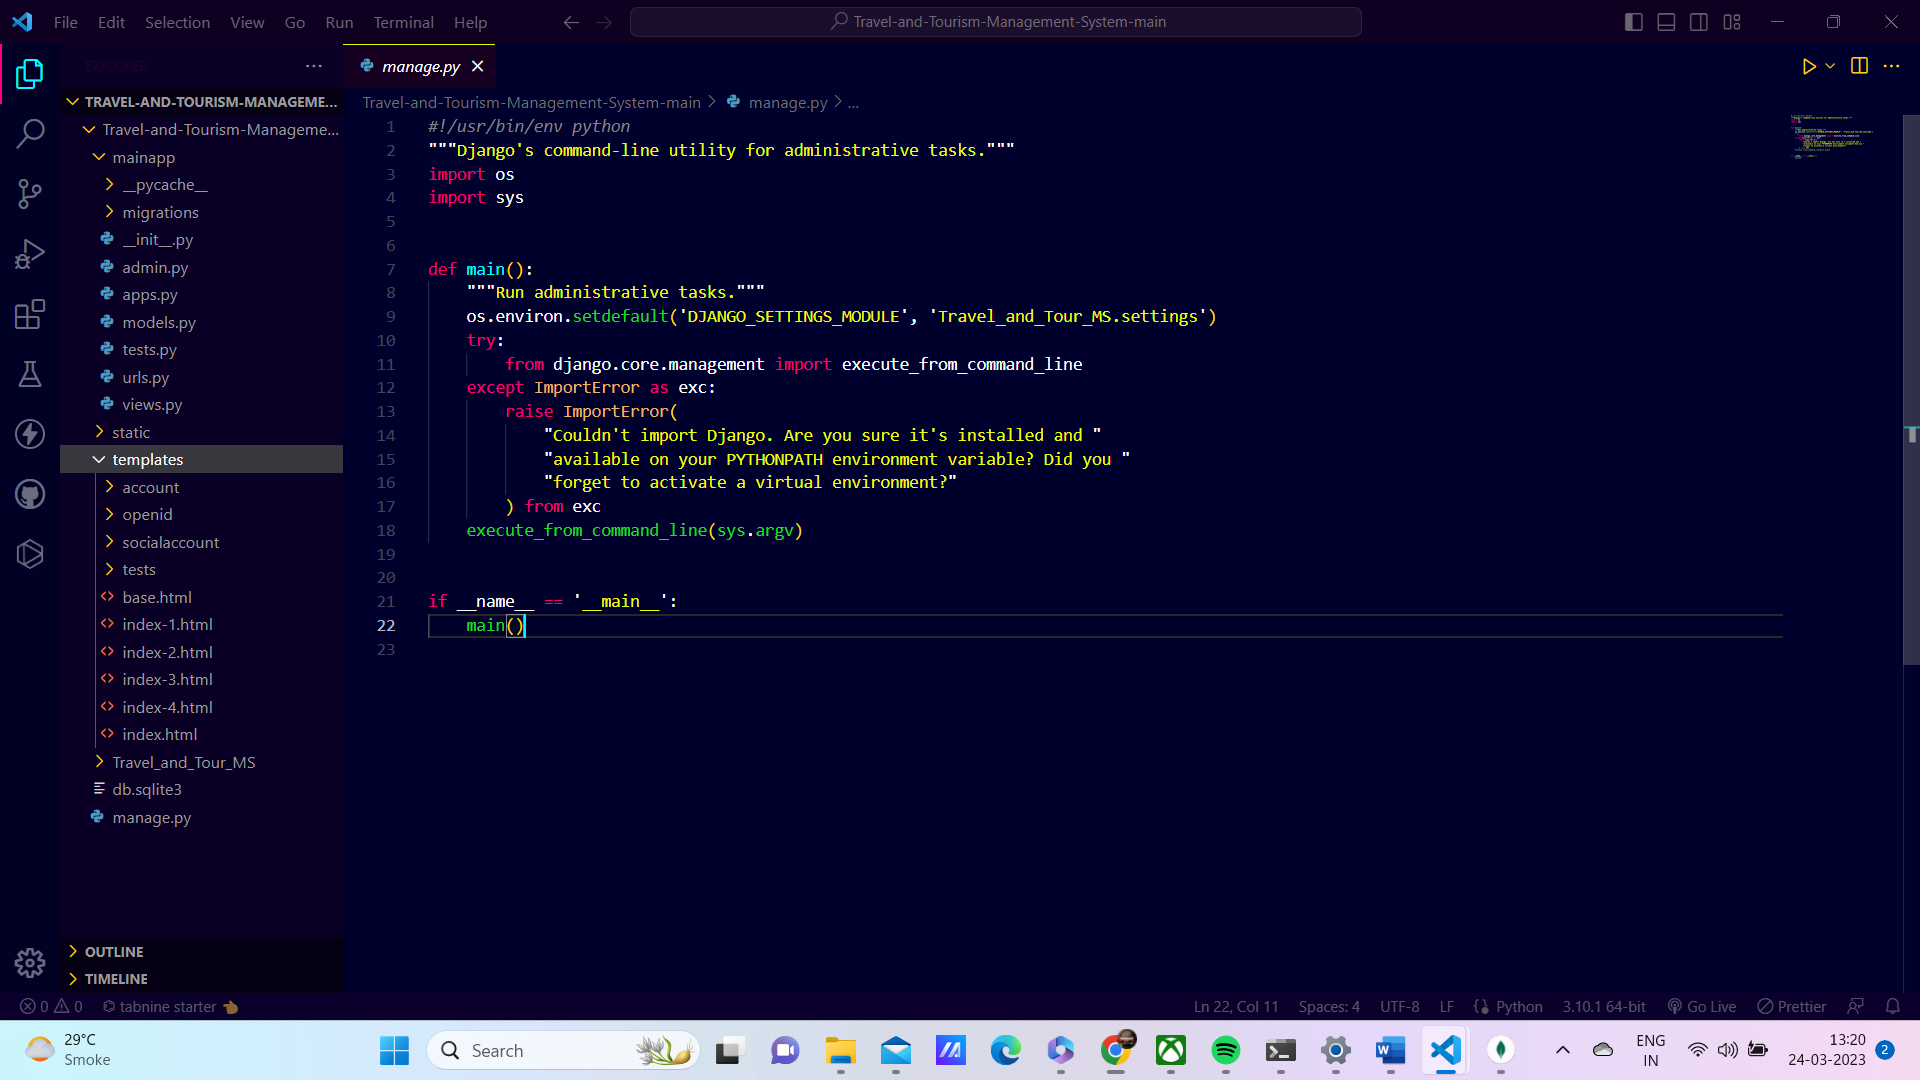 File Edit Selection View Go Run Terminal Help
Travel-and-Tourism-Management-System-main
EXPLORER
manage.py
TRAVEL-AND-TOURISM-MANAGEME...
Travel-and-Tourism-Manageme...
mainapp
__pycache__
migrations
__init__.py
admin.py
apps.py
models.py
tests.py
urls.py
views.py
static
templates
account
openid
socialaccount
tests
base.html
index-1.html
index-2.html
index-3.html
index-4.html
index.html
Travel_and_Tour_MS
db.sqlite3
manage.py
OUTLINE
TIMELINE
Travel-and-Tourism-Management-System-main > manage.py > ...
1 #!/usr/bin/env python
2 """Django's command-line utility for administrative tasks."""
3 import os
4 import sys
5
6
7 def main():
8     """Run administrative tasks."""
9     os.environ.setdefault('DJANGO_SETTINGS_MODULE', 'Travel_and_Tour_MS.settings')
10     try:
11         from django.core.management import execute_from_command_line
12     except ImportError as exc:
13         raise ImportError(
14             "Couldn't import Django. Are you sure it's installed and "
15             "available on your PYTHONPATH environment variable? Did you "
16             "forget to activate a virtual environment?"
17         ) from exc
18     execute_from_command_line(sys.argv)
19
20
21 if __name__ == '__main__':
22     main()
23
0 0 tabnine starter Ln 22, Col 11 Spaces: 4 UTF-8 LF Python 3.10.1 64-bit Go Live Prettier
29°C
Smoke
Search
ENG
IN
13:20
24-03-2023
2